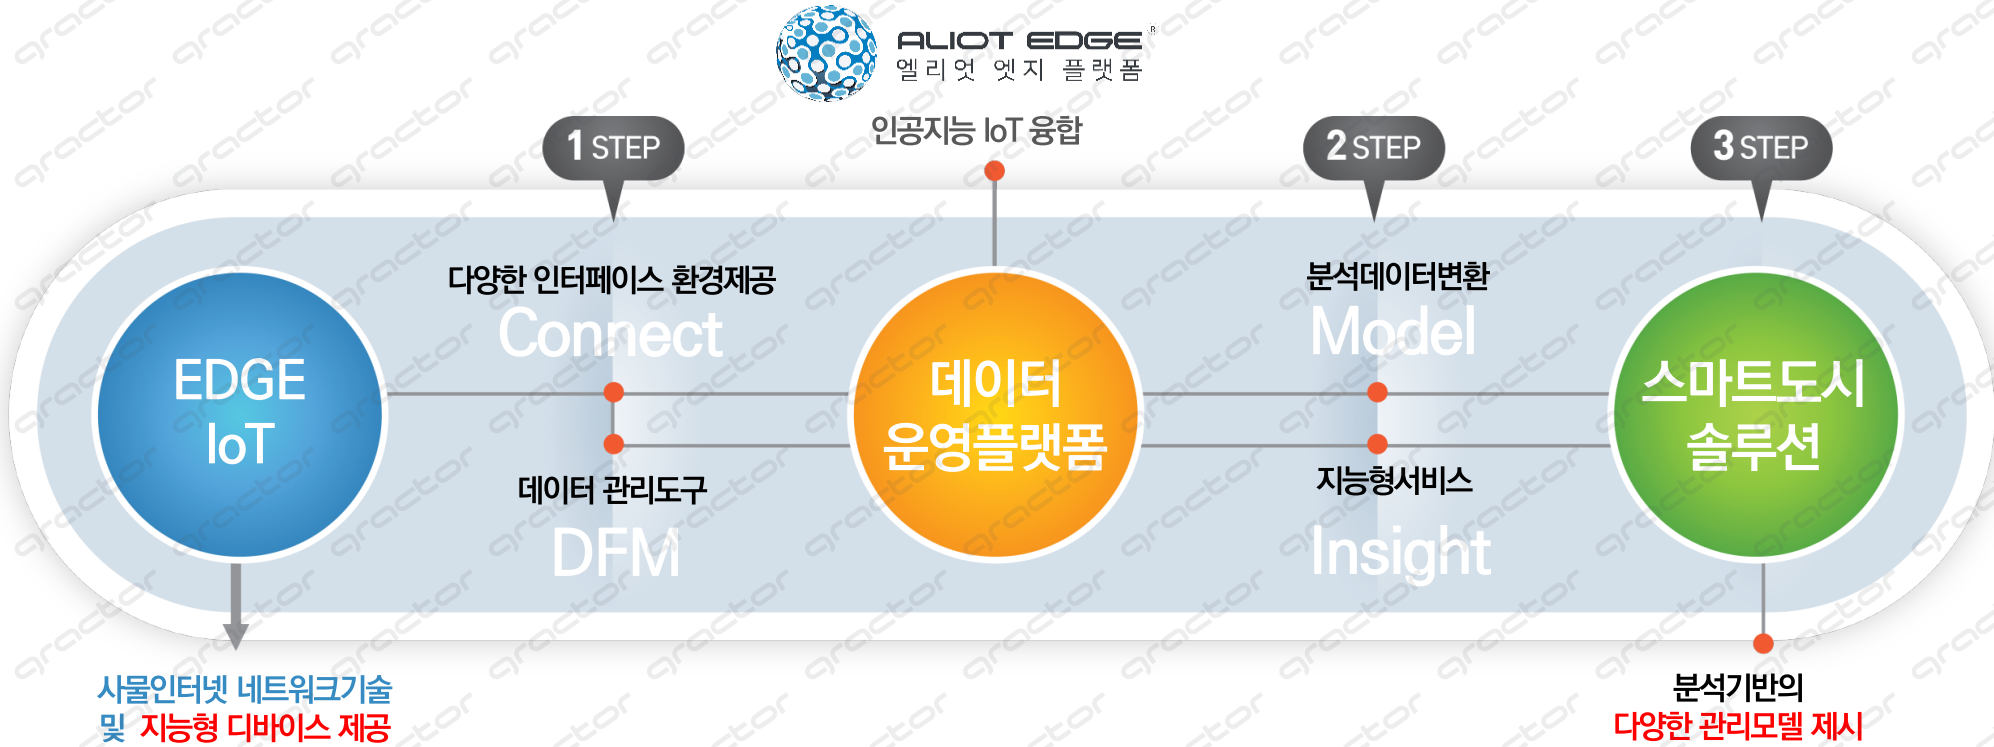 ALIOT EDGE®
엘리엇 엣지 플랫폼
인공지능 IoT 융합
1 STEP
2 STEP
3 STEP
다양한 인터페이스 환경제공
Connect
분석데이터변환
Model
EDGE
IoT
데이터
운영플랫폼
스마트도시
솔루션
데이터 관리도구
DFM
지능형서비스
Insight
사물인터넷 네트워크기술
및 지능형 디바이스 제공
분석기반의
다양한 관리모델 제시
qractor